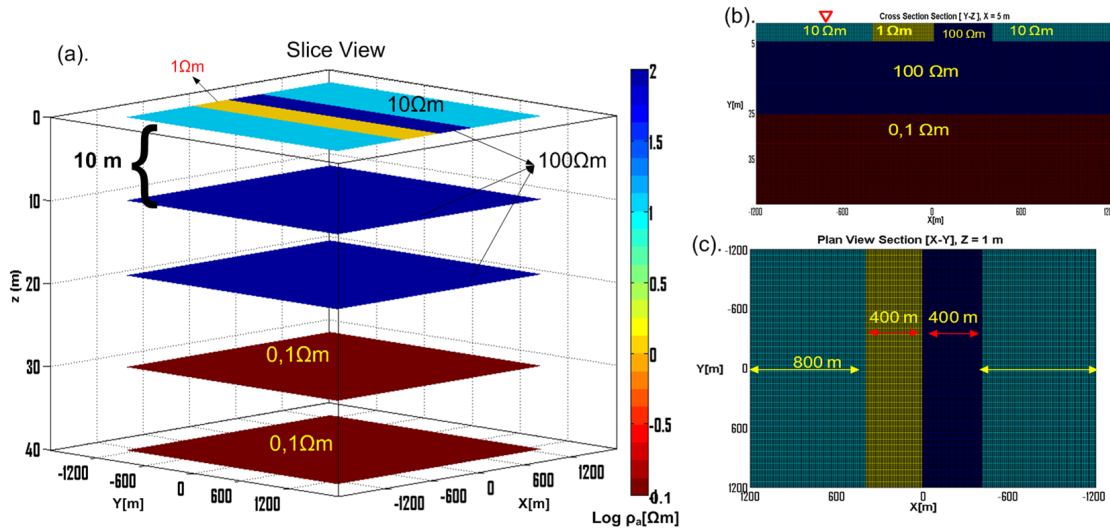 (a).
Slice View
1Ωm
10Ωm
10 m
100Ωm
0,1Ωm
0,1Ωm
0
10
20
30
40
z (m)
-1200
-600
0
600
1200
Y[m]
1200
600
0
-600
-1200
X[m]
2
1.5
1
0.5
0
-0.5
-1
0.1
Log ρₐ[Ωm]
(b).
Cross Section Section [ Y-Z ], X = 5 m
10 Ωm
1 Ωm
100 Ωm
10 Ωm
100 Ωm
0,1 Ωm
5
25
35
Y[m]
-1200
-600
0
600
1200
X[m]
(c).
Plan View Section [X-Y], Z = 1 m
400 m
400 m
800 m
-1200
-600
0
600
1200
Y[m]
1200
600
0
-600
-1200
X[m]